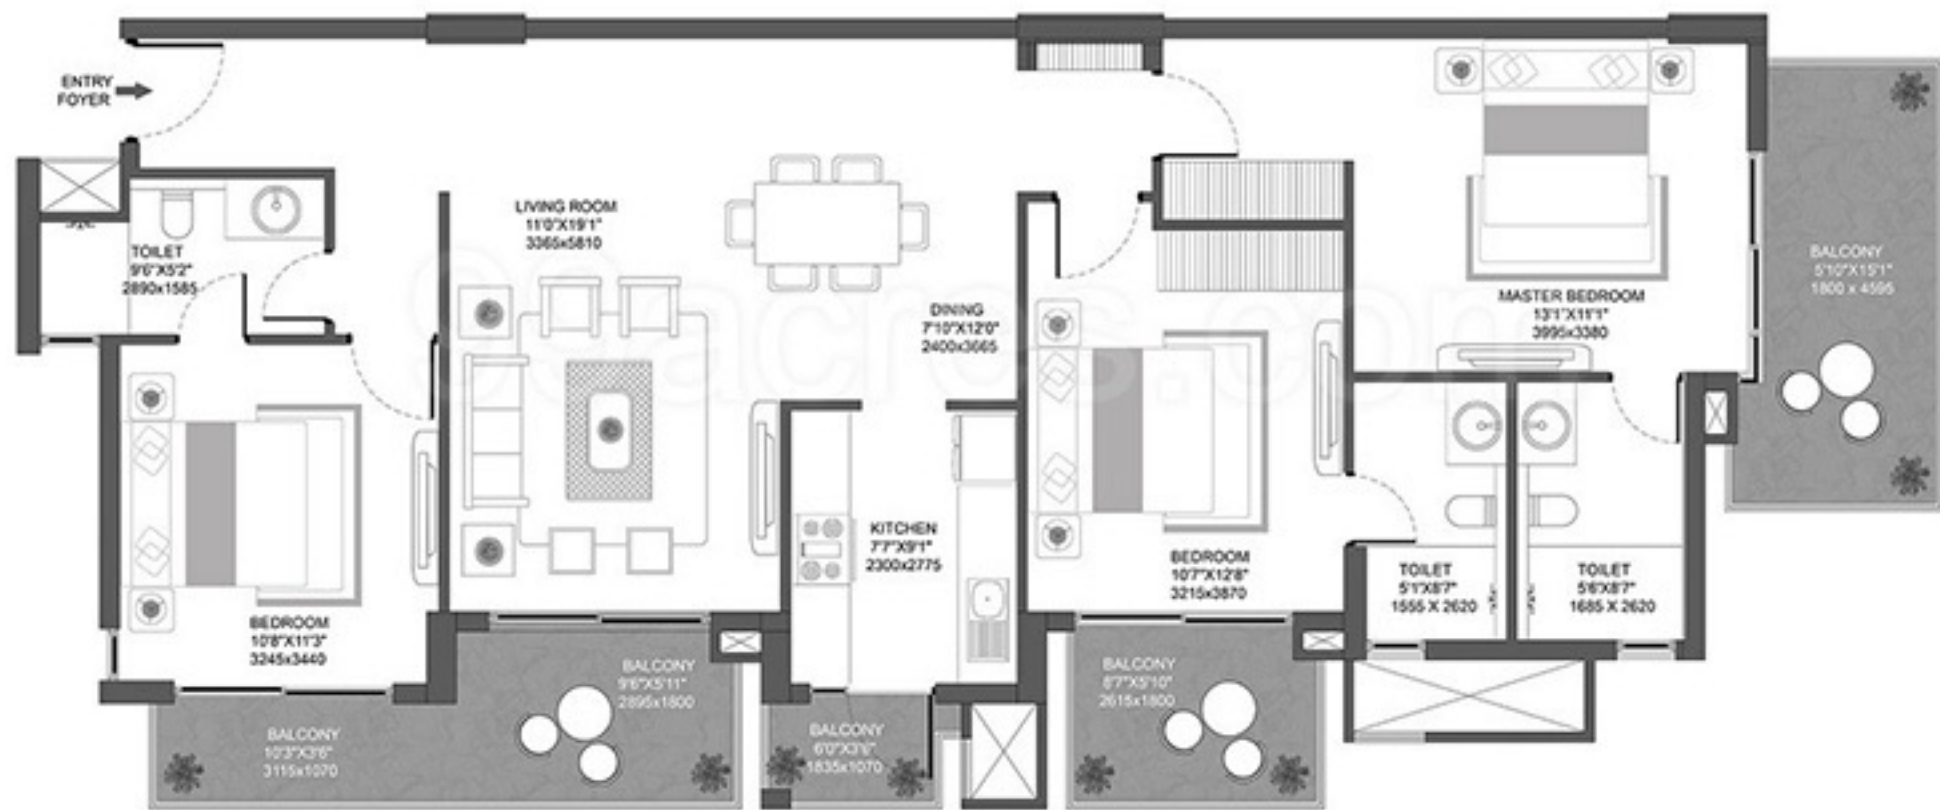 ENTRY
FOYER
TOILET
9'6"X5'2"
2890x1585
LIVING ROOM
11'0"X19'1"
3365x5810
DINING
7'10"X12'0"
2400x3665
MASTER BEDROOM
13'1"X11'1"
3995x3380
BALCONY
5'10"X15'1"
1800 x 4595
KITCHEN
7'7"X9'1"
2300x2775
BEDROOM
10'7"X12'8"
3215x3870
TOILET
5'1"X8'7"
1555 X 2620
TOILET
5'6"X8'7"
1685 X 2620
BEDROOM
10'8"X11'3"
3245x3440
BALCONY
9'6"X5'11"
2895x1800
BALCONY
8'7"X5'10"
2615x1800
BALCONY
10'3"X3'6"
3115x1070
BALCONY
6'0"X3'6"
1835x1070
99acres.com